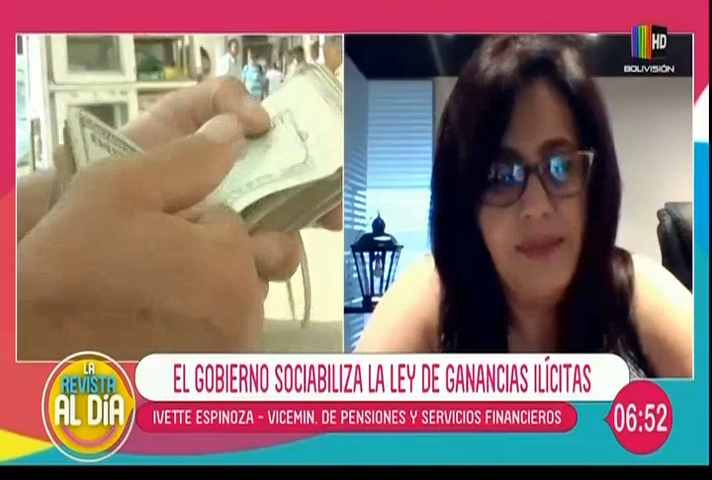 HD
BOLIVISIÓN
LA
REVISTA
AL DÍA
EL GOBIERNO SOCIABILIZA LA LEY DE GANANCIAS ILÍCITAS
IVETTE ESPINOZA - VICEMIN. DE PENSIONES Y SERVICIOS FINANCIEROS
06:52